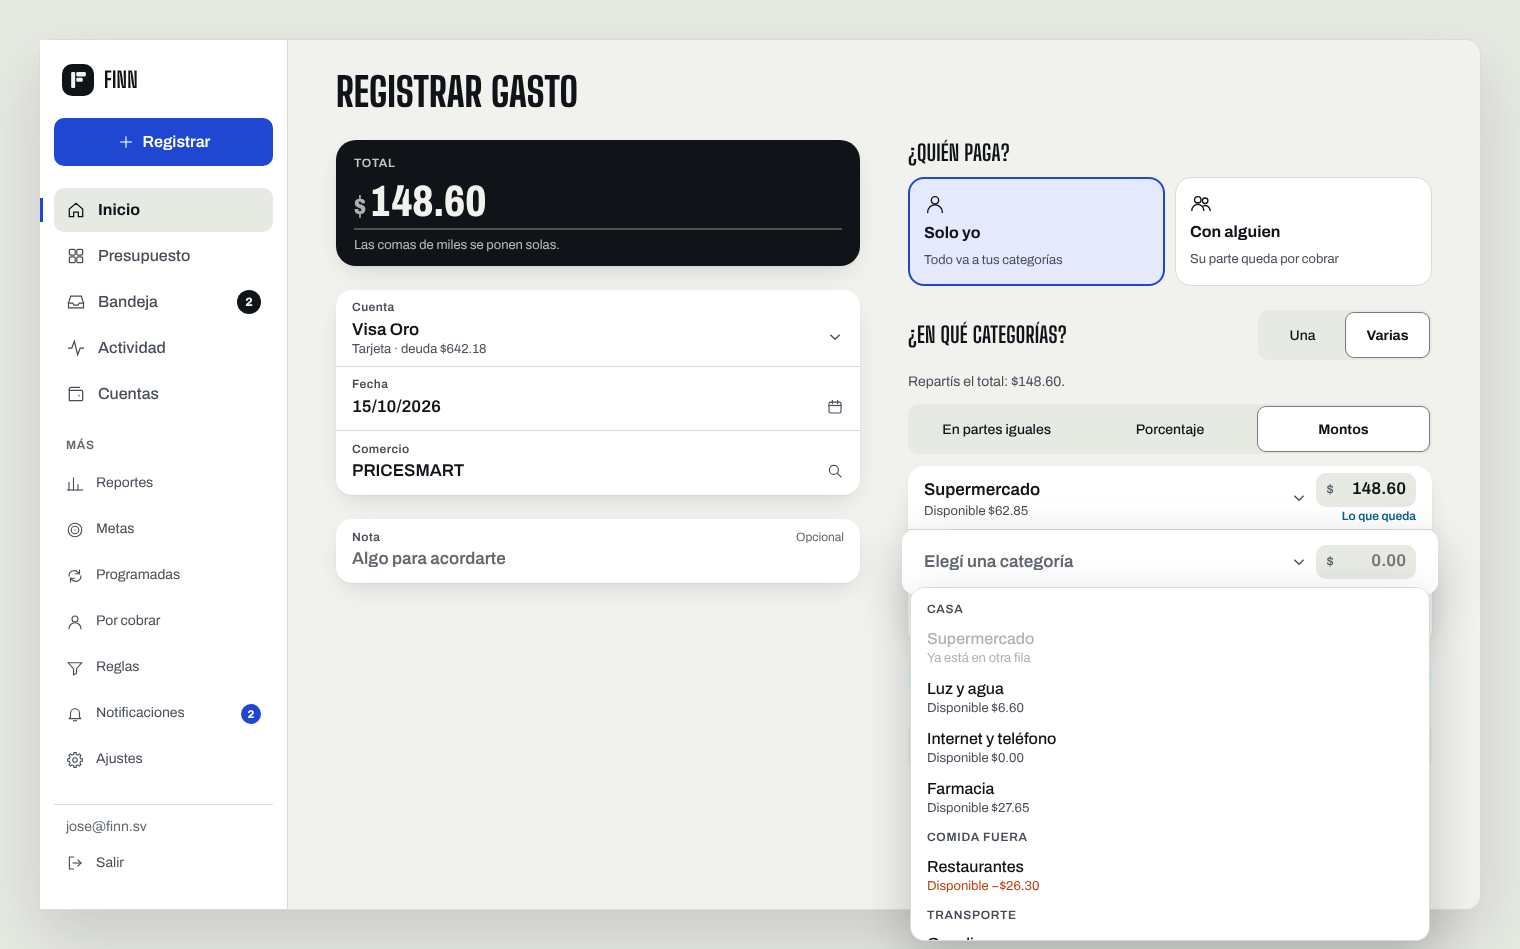 FINN
Registrar
Inicio
Presupuesto
Bandeja 2
Actividad
Cuentas
MÁS
Reportes
Metas
Programadas
Por cobrar
Reglas
Notificaciones 2
Ajustes
jose@finn.sv
Salir
REGISTRAR GASTO
TOTAL
$148.60
Las comas de miles se ponen solas.
Cuenta
Visa Oro
Tarjeta · deuda $642.18
Fecha
15/10/2026
Comercio
PRICESMART
Nota Opcional
Algo para acordarte
¿QUIÉN PAGA?
Solo yo
Todo va a tus categorías
Con alguien
Su parte queda por cobrar
¿EN QUÉ CATEGORÍAS?
Una Varias
Repartís el total: $148.60.
En partes iguales Porcentaje Montos
Supermercado $ 148.60
Disponible $62.85 Lo que queda
Elegí una categoría $ 0.00
CASA
Supermercado
Ya está en otra fila
Luz y agua
Disponible $6.60
Internet y teléfono
Disponible $0.00
Farmacia
Disponible $27.65
COMIDA FUERA
Restaurantes
Disponible −$26.30
TRANSPORTE